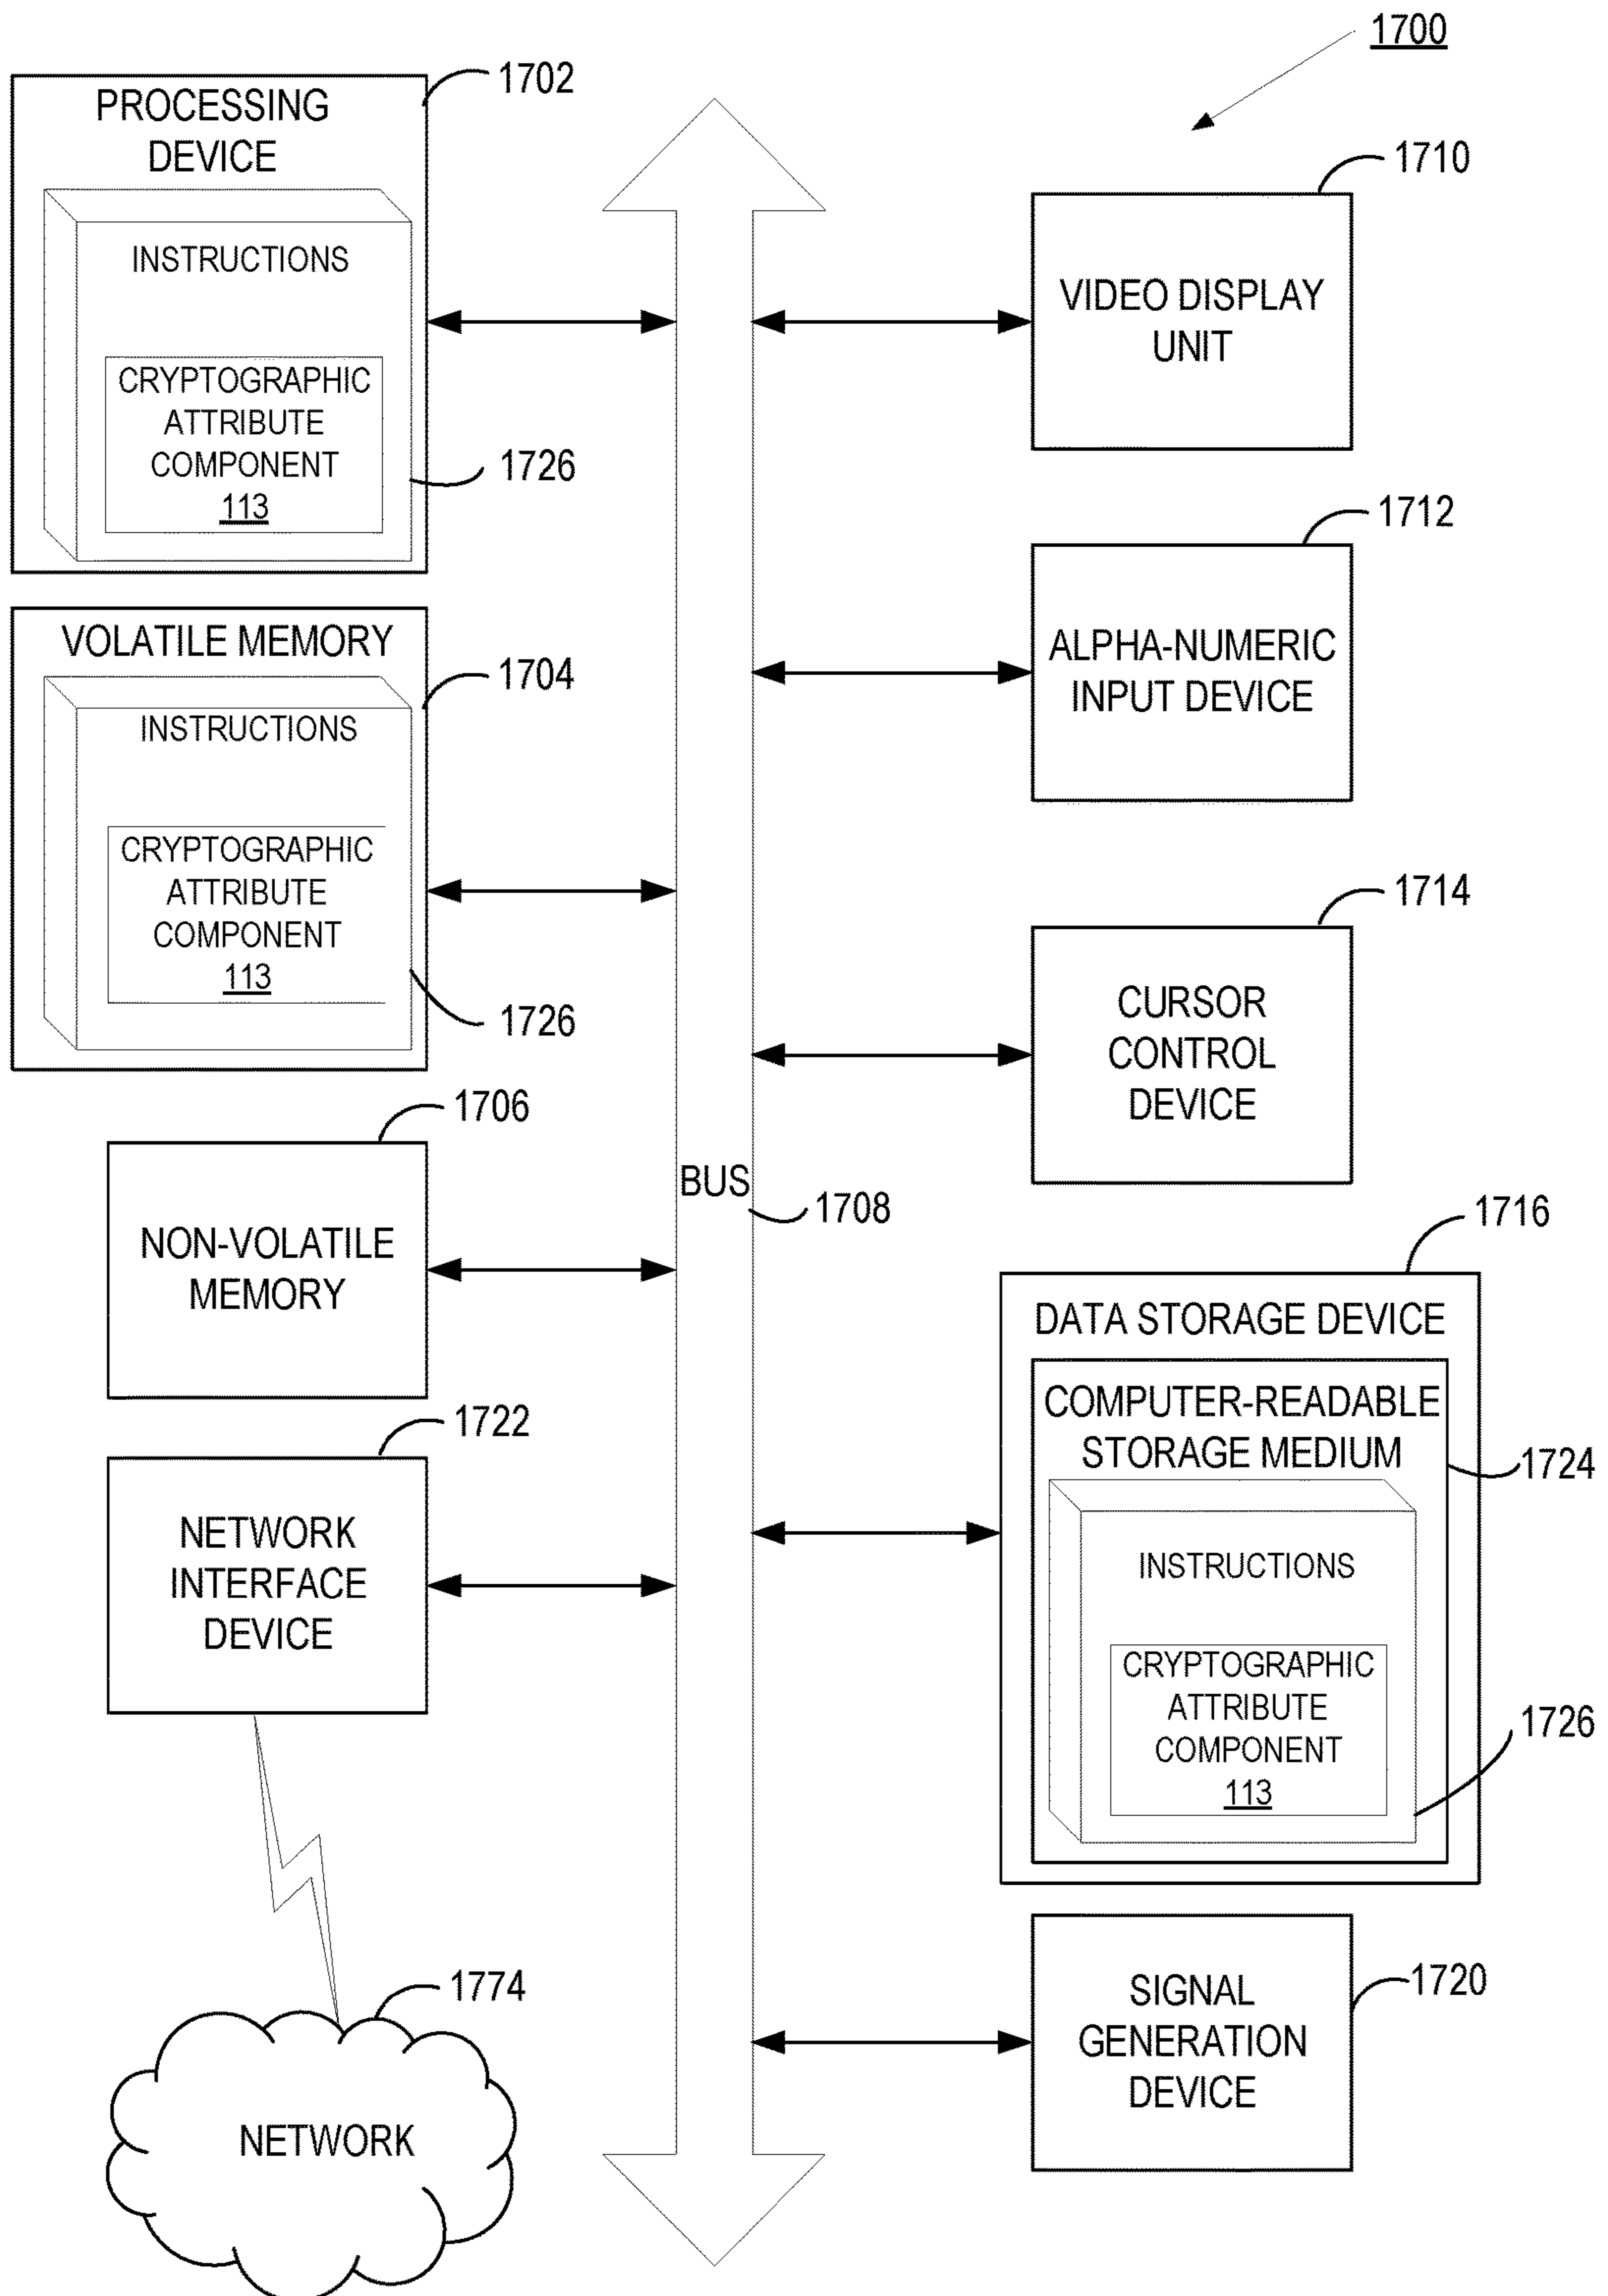 1700
1702
PROCESSING
DEVICE
INSTRUCTIONS
CRYPTOGRAPHIC
ATTRIBUTE
COMPONENT
113
1726
VOLATILE MEMORY
1704
INSTRUCTIONS
CRYPTOGRAPHIC
ATTRIBUTE
COMPONENT
113
1726
1706
NON-VOLATILE
MEMORY
1722
NETWORK
INTERFACE
DEVICE
1774
NETWORK
BUS
1708
1710
VIDEO DISPLAY
UNIT
1712
ALPHA-NUMERIC
INPUT DEVICE
1714
CURSOR
CONTROL
DEVICE
1716
DATA STORAGE DEVICE
COMPUTER-READABLE
STORAGE MEDIUM
1724
INSTRUCTIONS
CRYPTOGRAPHIC
ATTRIBUTE
COMPONENT
113
1726
SIGNAL
GENERATION
DEVICE
1720